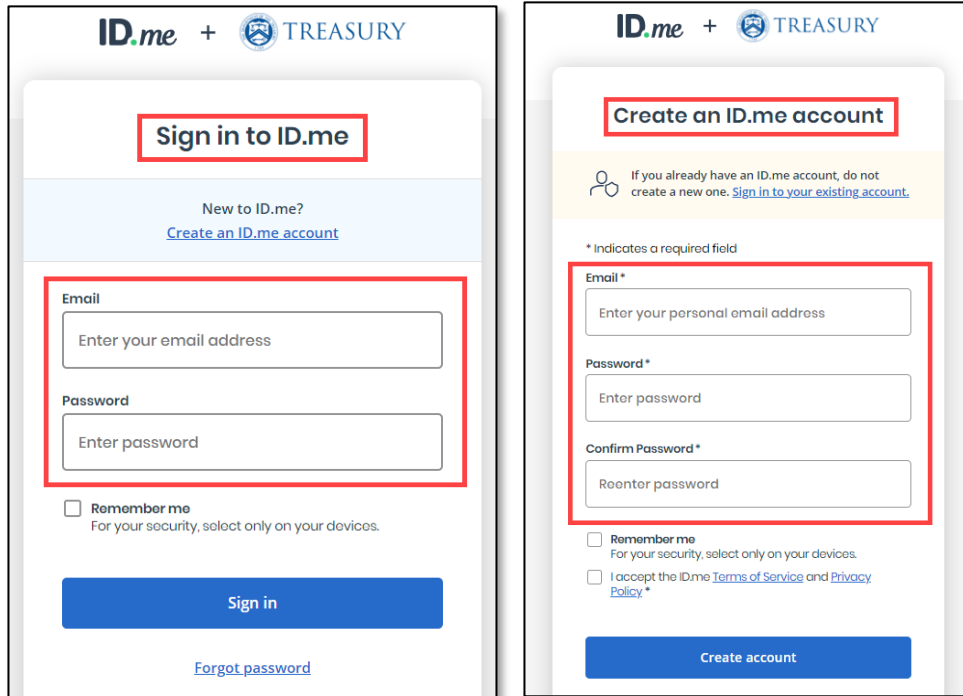 ID.me + TREASURY
Sign in to ID.me
New to ID.me?
Create an ID.me account
Email
Enter your email address
Password
Enter password
Remember me
For your security, select only on your devices.
Sign in
Forgot password
ID.me + TREASURY
Create an ID.me account
If you already have an ID.me account, do not
create a new one. Sign in to your existing account.
* Indicates a required field
Email *
Enter your personal email address
Password *
Enter password
Confirm Password *
Reenter password
Remember me
For your security, select only on your devices.
I accept the ID.me Terms of Service and Privacy
Policy *
Create account